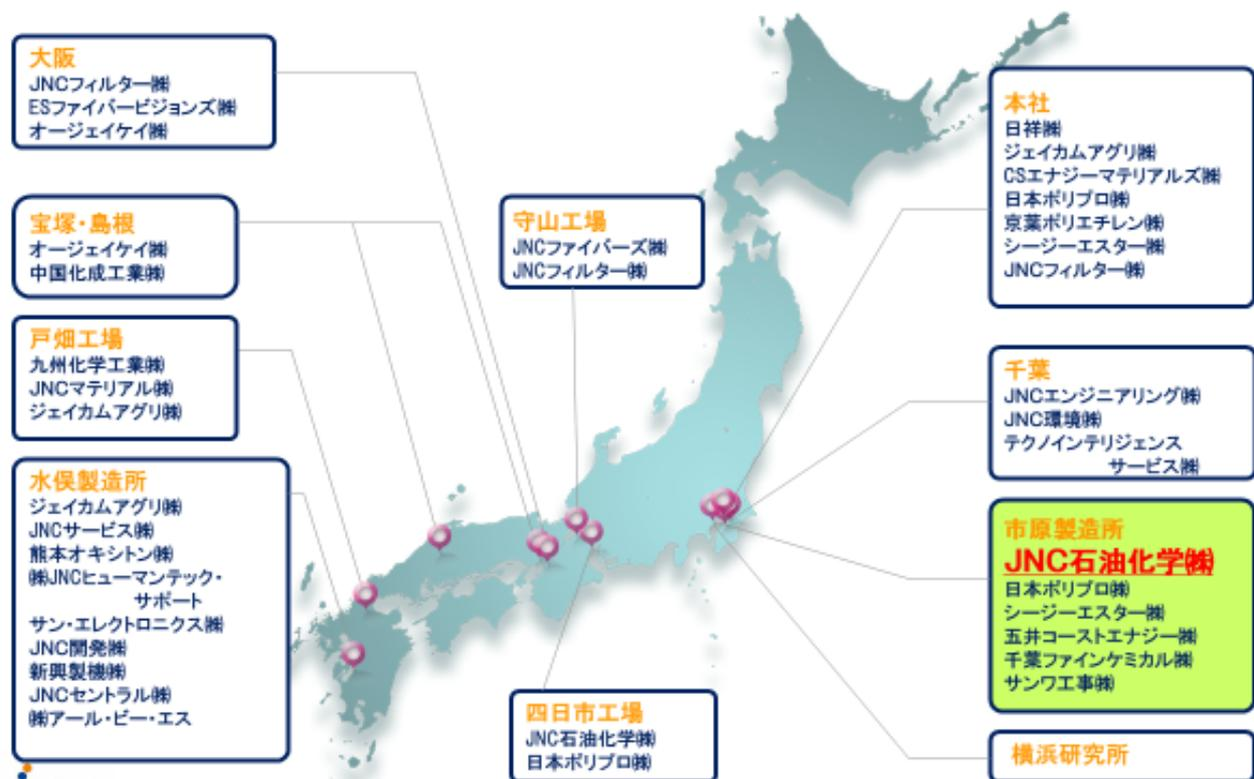 大阪
JNCフィルター㈱
ESファイバービジョンズ㈱
オージェイケイ㈱
宝塚・島根
オージェイケイ㈱
中国化成工業㈱
戸畑工場
九州化学工業㈱
JNCマテリアル㈱
ジェイカムアグリ㈱
水俣製造所
ジェイカムアグリ㈱
JNCサービス㈱
熊本オキシトン㈱
㈱JNCヒューマンテック・
サポート
サン・エレクトロニクス㈱
JNC開発㈱
新興製機㈱
JNCセントラル㈱
㈱アール・ビー・エス
守山工場
JNCファイバーズ㈱
JNCフィルター㈱
四日市工場
JNC石油化学㈱
日本ポリプロ㈱
本社
日祥㈱
ジェイカムアグリ㈱
CSエナジーマテリアルズ㈱
日本ポリプロ㈱
京葉ポリエチレン㈱
シージーエスター㈱
JNCフィルター㈱
千葉
JNCエンジニアリング㈱
JNC環境㈱
テクノインテリジェンス
サービス㈱
市原製造所
JNC石油化学㈱
日本ポリプロ㈱
シージーエスター㈱
五井コーストエナジー㈱
千葉ファインケミカル㈱
サンワ工事㈱
横浜研究所